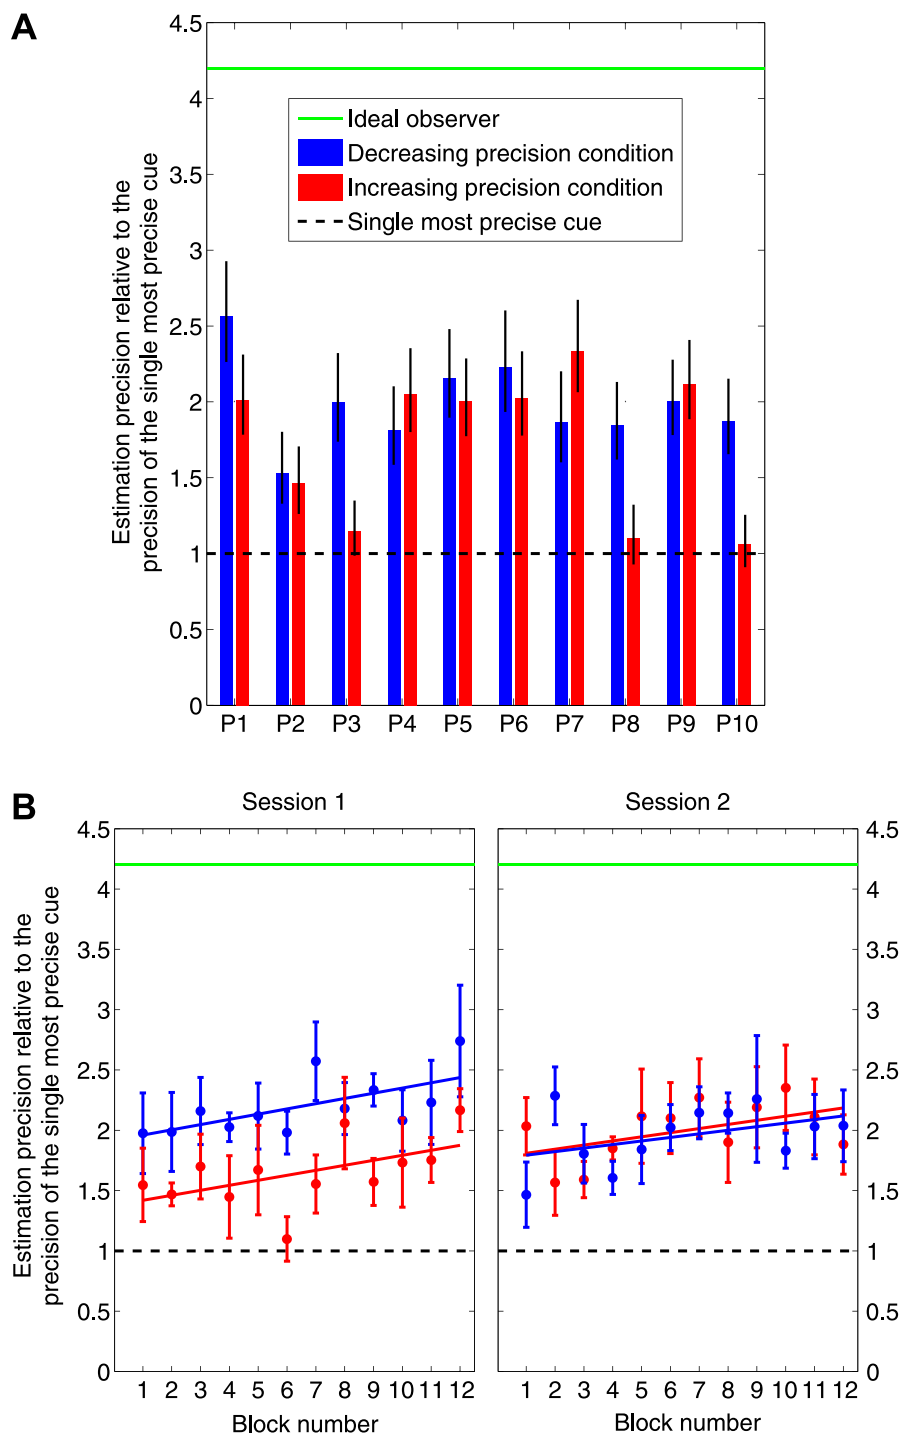 A
Estimation precision relative to the
precision of the single most precise cue
4.5
4
3.5
3
2.5
2
1.5
1
0.5
0
Ideal observer
Decreasing precision condition
Increasing precision condition
Single most precise cue
P1 P2 P3 P4 P5 P6 P7 P8 P9 P10
B
Session 1
Estimation precision relative to the
precision of the single most precise cue
4.5
4
3.5
3
2.5
2
1.5
1
0.5
0
1 2 3 4 5 6 7 8 9 10 11 12
Block number
Session 2
4.5
4
3.5
3
2.5
2
1.5
1
0.5
0
1 2 3 4 5 6 7 8 9 10 11 12
Block number